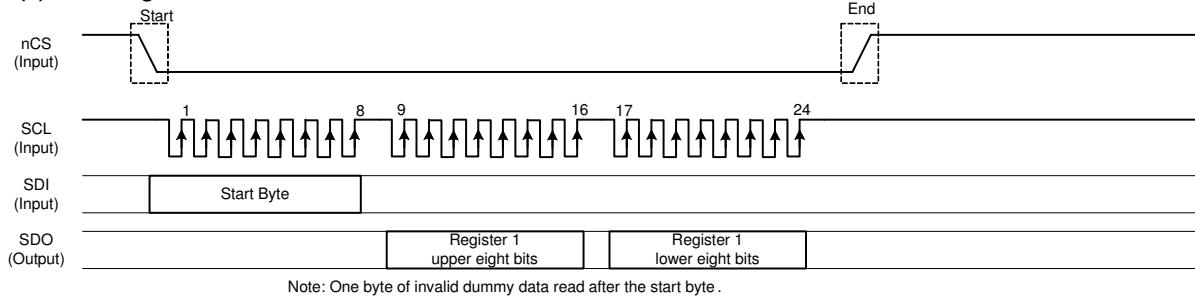 Start
End
nCS
(Input)
1
8
9
16
17
24
SCL
(Input)
SDI
(Input)
Start Byte
SDO
(Output)
Register 1
upper eight bits
Register 1
lower eight bits
Note: One byte of invalid dummy data read after the start byte .